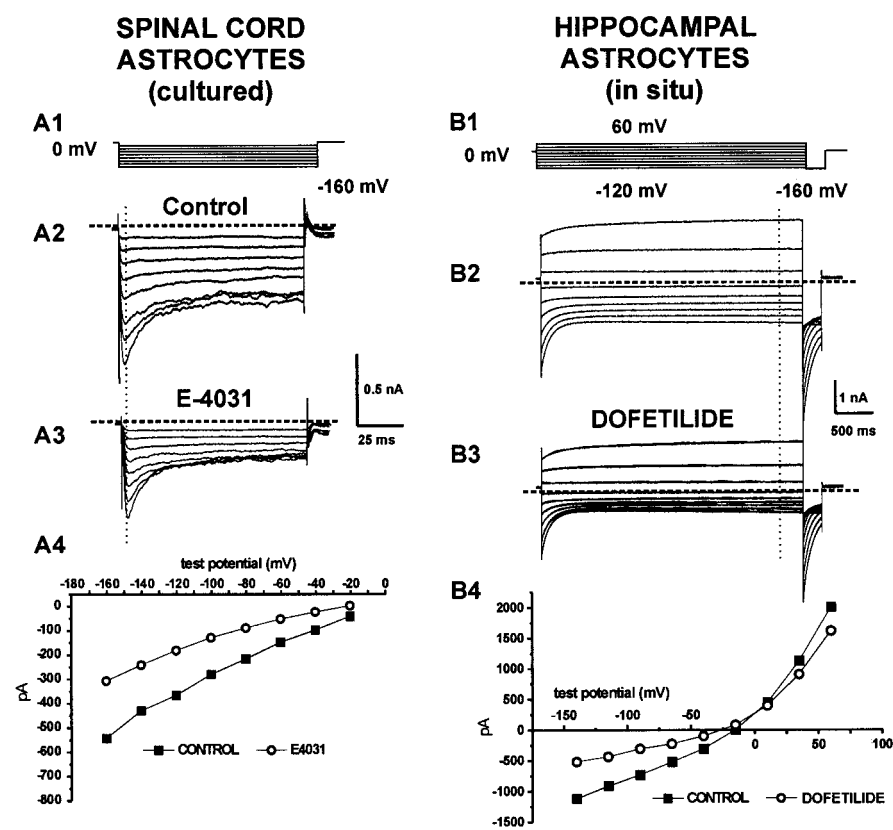 SPINAL CORD
ASTROCYTES
(cultured)
A1
0 mV
-160 mV
Control
A2
0.5 nA
25 ms
E-4031
A3
A4
test potential (mV)
-180 -160 -140 -120 -100 -80 -60 -40 -20 0
0
-100
-200
-300
-400
-500
-600
-700
-800
pA
CONTROL E4031
HIPPOCAMPAL
ASTROCYTES
(in situ)
B1
60 mV
0 mV
-120 mV -160 mV
B2
1 nA
500 ms
DOFETILIDE
B3
B4
2000
1500
1000
500
0
-500
-1000
-1500
pA
test potential (mV)
-150 -100 -50 0 50 100
CONTROL DOFETILIDE